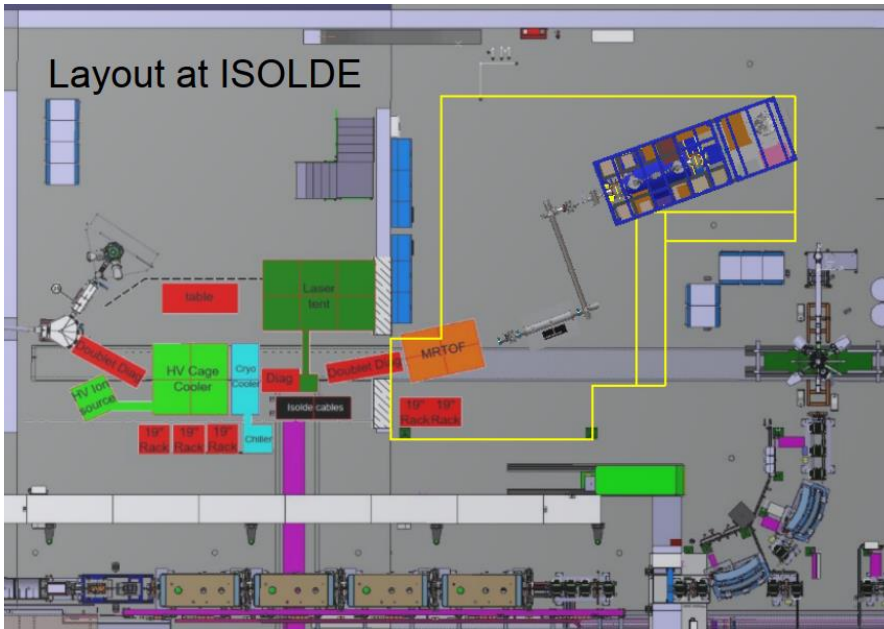 Layout at ISOLDE
1M
Laser
tent
table
Doublet Diag
HV Cage
Cooler
Cryo
Cooler
Diag
Doublet Diag
MRTOF
HV Ion
source
Isolde cables
19"
Rack
19"
Rack
19"
Rack
Chiller
19"
Rack
19"
Rack